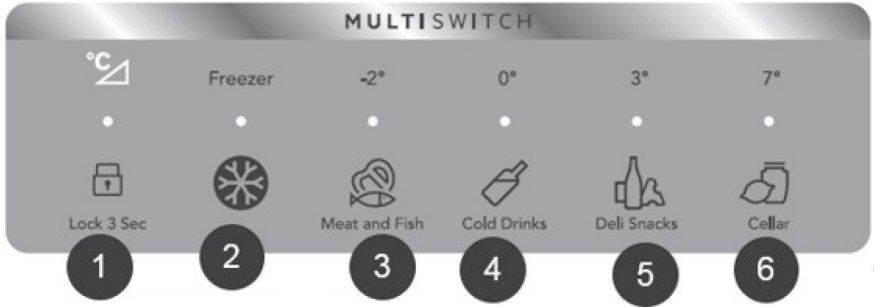 MULTISWITCH
°C
Freezer -2° 0° 3° 7°
Lock 3 Sec Meat and Fish Cold Drinks Deli Snacks Cellar
1 2 3 4 5 6